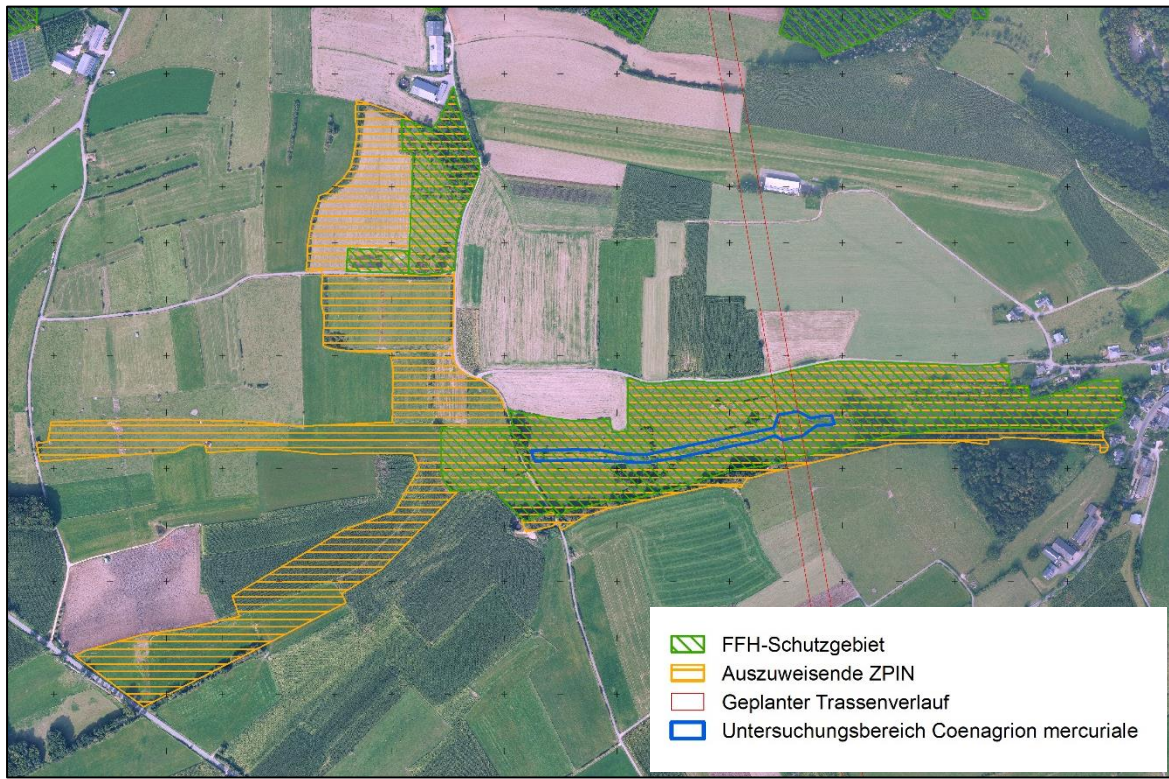 FFH-Schutzgebiet
Auszuweisende ZPIN
Geplanter Trassenverlauf
Untersuchungsbereich Coenagrion mercuriale